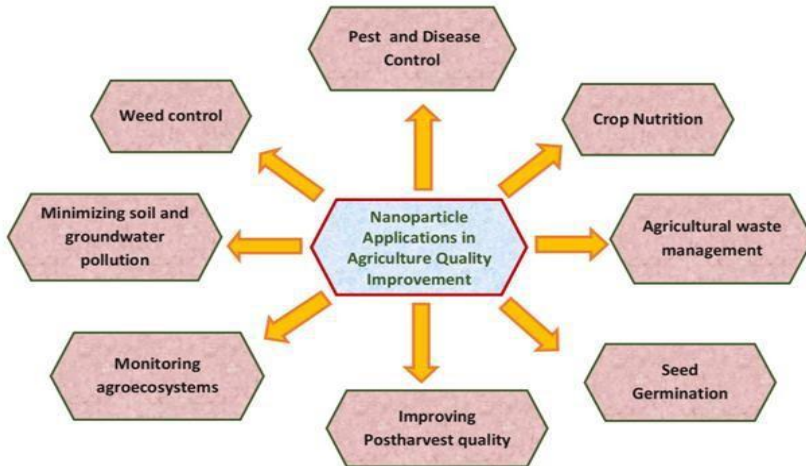 Pest and Disease
Control
Weed control
Crop Nutrition
Minimizing soil and
groundwater
pollution
Nanoparticle
Applications in
Agriculture Quality
Improvement
Agricultural waste
management
Monitoring
agroecosystems
Seed
Germination
Improving
Postharvest quality